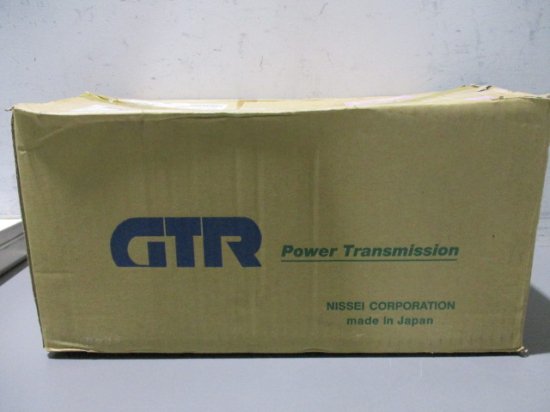 GTR
Power Transmission
NISSEI CORPORATION
made in Japan